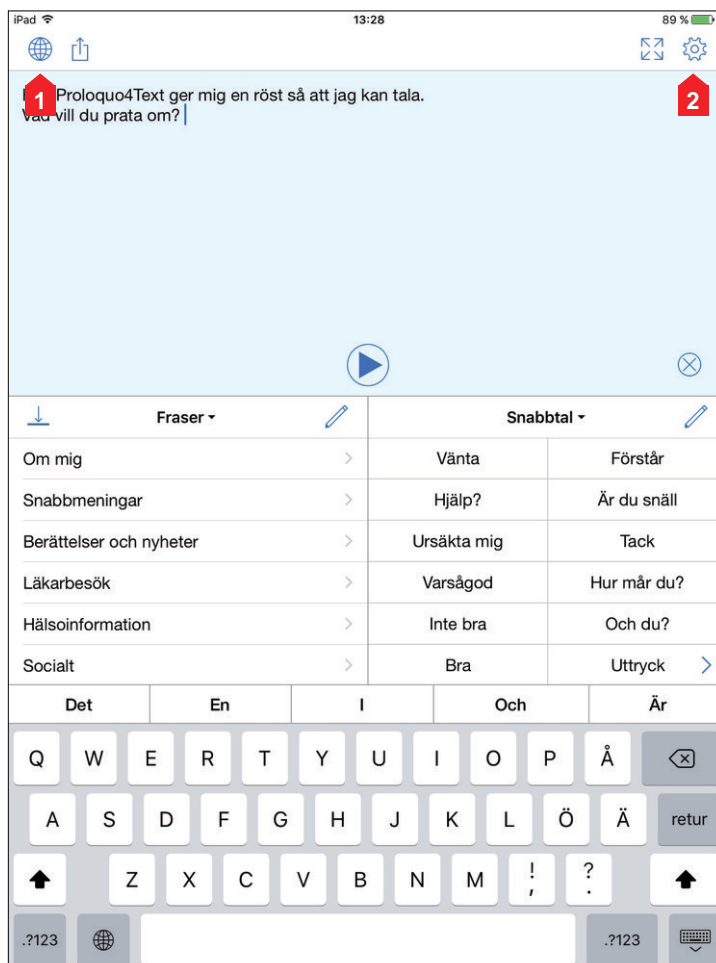 iPad 13:28 89 %
1 2
Proloquo4Text ger mig en röst så att jag kan tala.
Vad vill du prata om?
Fraser Snabbtal
Om mig Vänta Förstår
Snabbmeningar Hjälp? Är du snäll
Berättelser och nyheter Ursäkta mig Tack
Läkarbesök Varsågod Hur mår du?
Hälsoinformation Inte bra Och du?
Socialt Bra Uttryck
Det En I Och Är
Q W E R T Y U I O P Å
A S D F G H J K L Ö Ä retur
Z X C V B N M ! , ? .
.?123 .?123